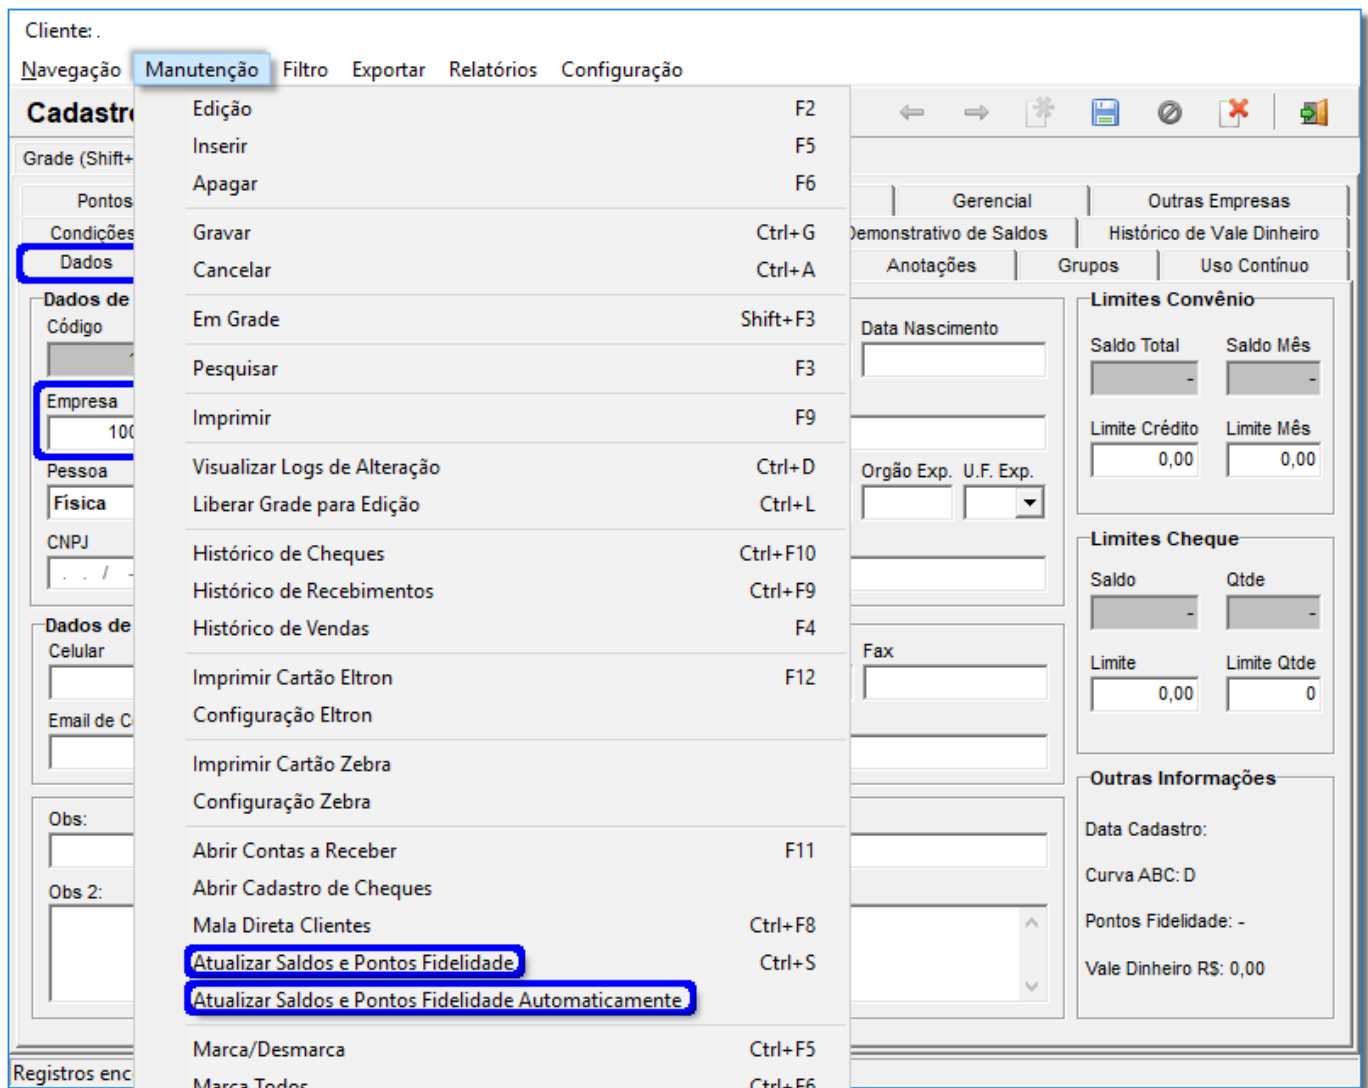 Cliente: .
Navegação Manutenção Filtro Exportar Relatórios Configuração
Cadastr
Grade (Shift+
Pontos Gerencial Outras Empresas
Condições Demonstrativo de Saldos Histórico de Vale Dinheiro
Dados Anotações Grupos Uso Contínuo
Edição F2
Inserir F5
Apagar F6
Gravar Ctrl+G
Cancelar Ctrl+A
Em Grade Shift+F3
Pesquisar F3
Imprimir F9
Visualizar Logs de Alteração Ctrl+D
Liberar Grade para Edição Ctrl+L
Histórico de Cheques Ctrl+F10
Histórico de Recebimentos Ctrl+F9
Histórico de Vendas F4
Imprimir Cartão Eltron F12
Configuração Eltron
Imprimir Cartão Zebra
Configuração Zebra
Abrir Contas a Receber F11
Abrir Cadastro de Cheques
Mala Direta Clientes Ctrl+F8
Atualizar Saldos e Pontos Fidelidade Ctrl+S
Atualizar Saldos e Pontos Fidelidade Automaticamente
Marca/Desmarca Ctrl+F5
Marca Todos Ctrl+F6
Dados de
Código
Data Nascimento
Empresa
100
Pessoa Orgão Exp. U.F. Exp.
Física
CNPJ
. . / -
Dados de
Celular Fax
Email de C
Obs:
Obs 2:
Limites Convênio
Saldo Total Saldo Mês
- -
Limite Crédito Limite Mês
0,00 0,00
Limites Cheque
Saldo Qtde
- -
Limite Limite Qtde
0,00 0
Outras Informações
Data Cadastro:
Curva ABC: D
Pontos Fidelidade: -
Vale Dinheiro R$: 0,00
Registros enc